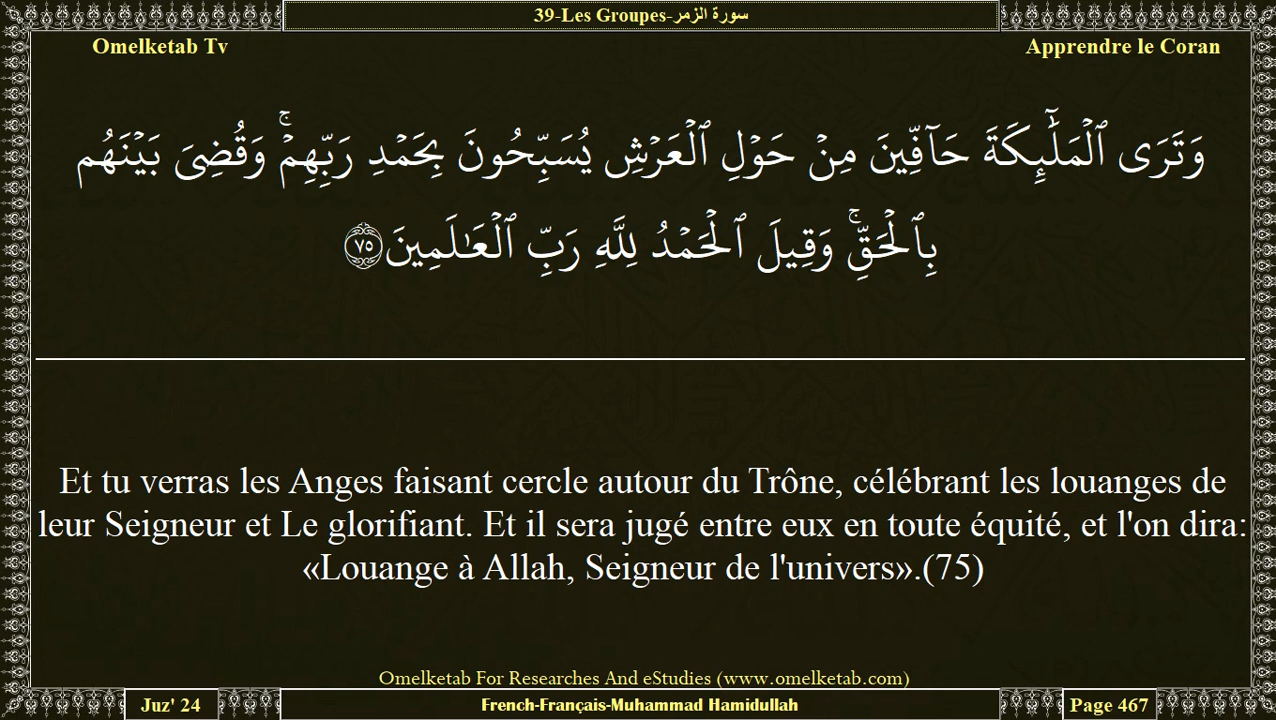 39-Les Groupes-سورة الزمر
Omelketab Tv
Apprendre le Coran
وَتَرَى ٱلْمَلَـٰٓئِكَةَ حَآفِّينَ مِنْ حَوْلِ ٱلْعَرْشِ يُسَبِّحُونَ بِحَمْدِ رَبِّهِمْ ۚ وَقُضِىَ بَيْنَهُم
بِٱلْحَقِّ ۚ وَقِيلَ ٱلْحَمْدُ لِلَّهِ رَبِّ ٱلْعَـٰلَمِينَ ٧٥
Et tu verras les Anges faisant cercle autour du Trône, célébrant les louanges de
leur Seigneur et Le glorifiant. Et il sera jugé entre eux en toute équité, et l'on dira:
«Louange à Allah, Seigneur de l'univers».(75)
Omelketab For Researches And eStudies (www.omelketab.com)
Juz' 24
French-Français-Muhammad Hamidullah
Page 467